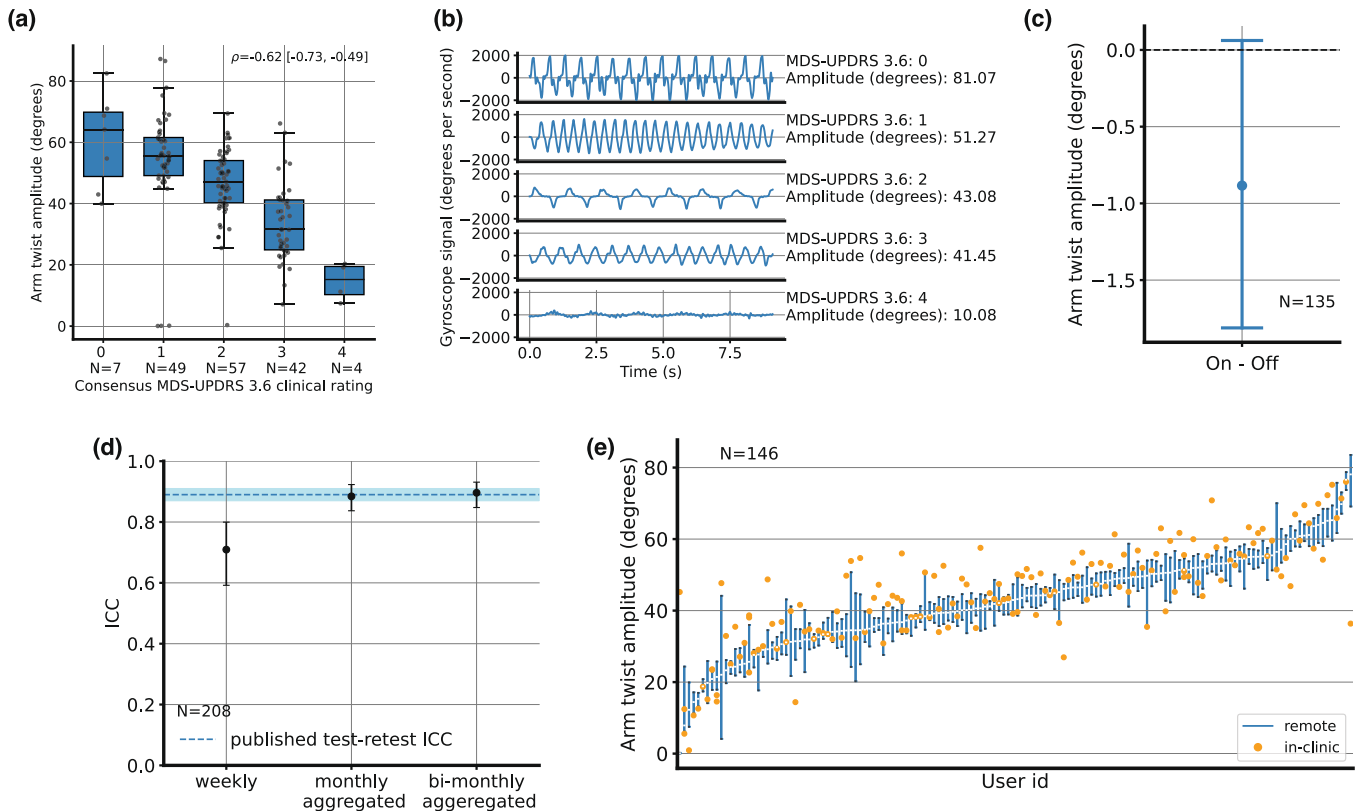 (a)
ρ=-0.62 [-0.73, -0.49]
Arm twist amplitude (degrees)
80
60
40
20
0
0 1 2 3 4
N=7 N=49 N=57 N=42 N=4
Consensus MDS-UPDRS 3.6 clinical rating
(b)
Gyroscope signal (degrees per second)
2000
0
−2000
MDS-UPDRS 3.6: 0
Amplitude (degrees): 81.07
2000
0
−2000
MDS-UPDRS 3.6: 1
Amplitude (degrees): 51.27
2000
0
−2000
MDS-UPDRS 3.6: 2
Amplitude (degrees): 43.08
2000
0
−2000
MDS-UPDRS 3.6: 3
Amplitude (degrees): 41.45
2000
0
−2000
MDS-UPDRS 3.6: 4
Amplitude (degrees): 10.08
0.0 2.5 5.0 7.5
Time (s)
(c)
Arm twist amplitude (degrees)
0.0
−0.5
−1.0
−1.5
N=135
On - Off
(d)
ICC
1.0
0.8
0.6
0.4
0.2
0.0
N=208
published test-retest ICC
weekly monthly bi-monthly
aggregated aggeregated
(e)
N=146
Arm twist amplitude (degrees)
80
60
40
20
0
remote
in-clinic
User id